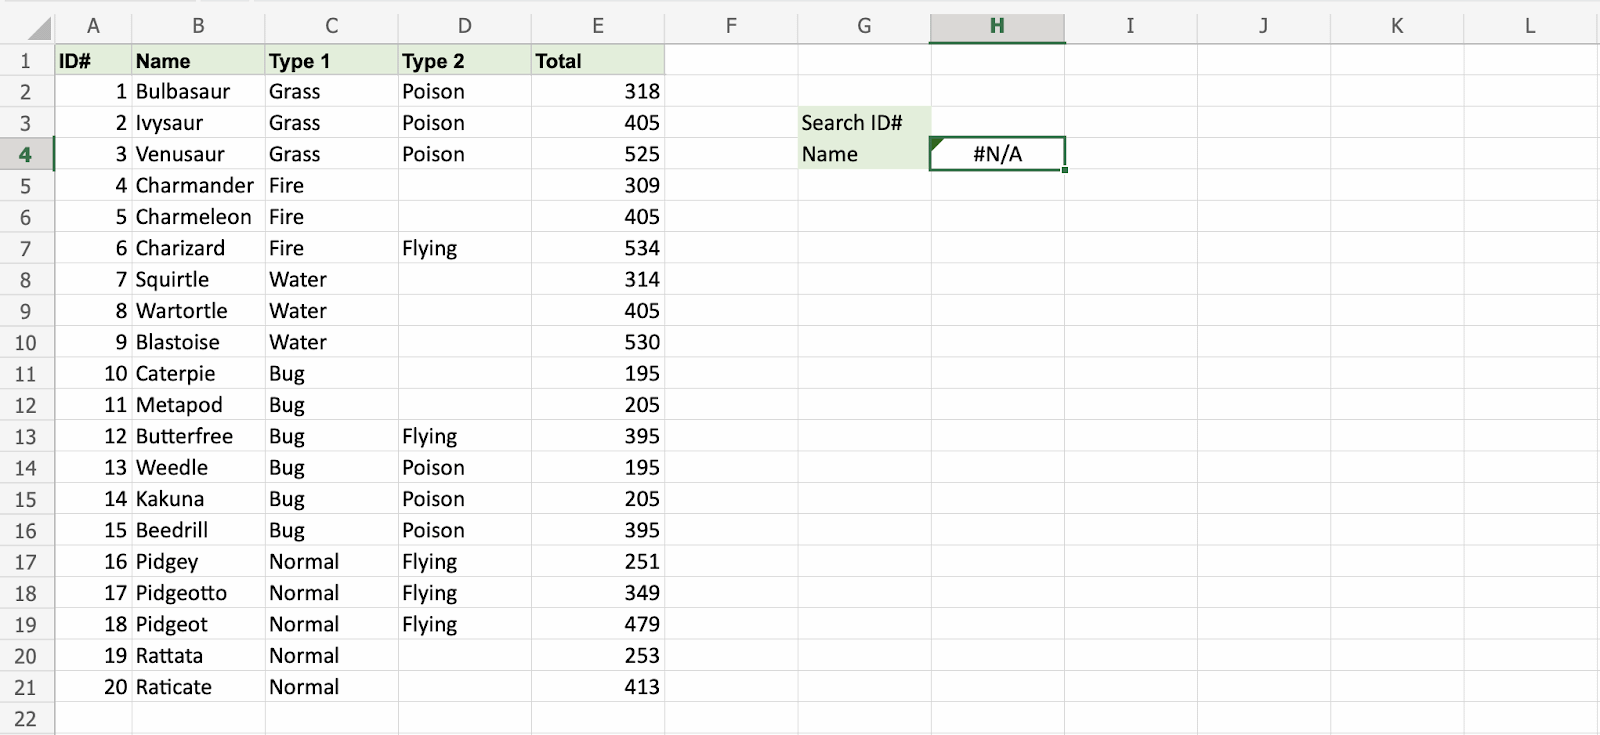 A B C D E F G H I J K L
1 ID# Name Type 1 Type 2 Total
2 1 Bulbasaur Grass Poison 318
3 2 Ivysaur Grass Poison 405 Search ID#
4 3 Venusaur Grass Poison 525 Name #N/A
5 4 Charmander Fire 309
6 5 Charmeleon Fire 405
7 6 Charizard Fire Flying 534
8 7 Squirtle Water 314
9 8 Wartortle Water 405
10 9 Blastoise Water 530
11 10 Caterpie Bug 195
12 11 Metapod Bug 205
13 12 Butterfree Bug Flying 395
14 13 Weedle Bug Poison 195
15 14 Kakuna Bug Poison 205
16 15 Beedrill Bug Poison 395
17 16 Pidgey Normal Flying 251
18 17 Pidgeotto Normal Flying 349
19 18 Pidgeot Normal Flying 479
20 19 Rattata Normal 253
21 20 Raticate Normal 413
22